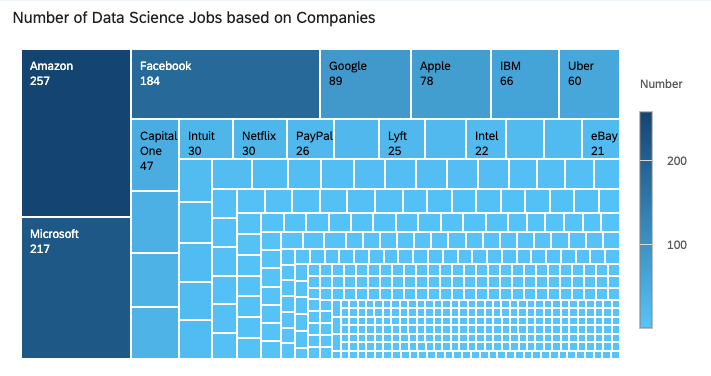 Number of Data Science Jobs based on Companies
Amazon
257
Facebook
184
Google
89
Apple
78
IBM
66
Uber
60
Number
Capital
One
47
Intuit
30
Netflix
30
PayPal
26
Lyft
25
Intel
22
eBay
21
200
100
Microsoft
217